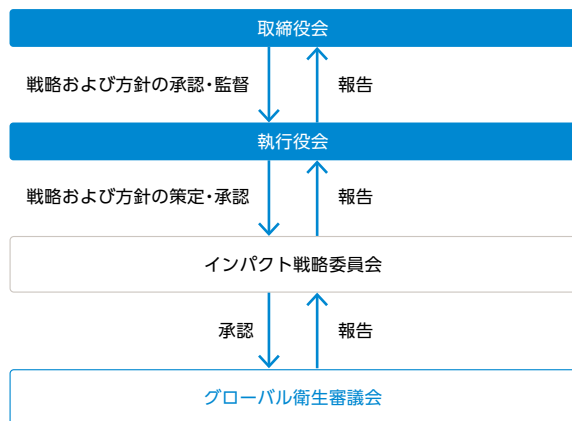 取締役会
戦略および方針の承認・監督
報告
執行役会
戦略および方針の策定・承認
報告
インパクト戦略委員会
承認
報告
グローバル衛生審議会